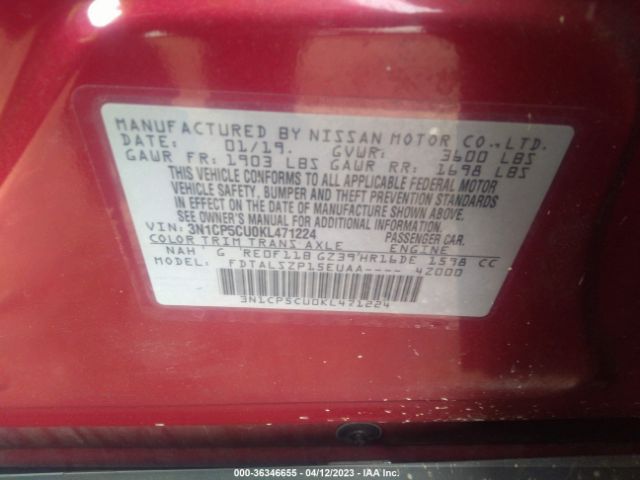 MANUFACTURED BY NISSAN MOTOR CO.,LTD.
DATE: 01/19. GVWR: 3600 LBS
GAWR FR: 1903 LBS GAWR RR: 1698 LBS
THIS VEHICLE CONFORMS TO ALL APPLICABLE FEDERAL MOTOR
VEHICLE SAFETY, BUMPER AND THEFT PREVENTION STANDARDS
IN EFFECT ON THE DATE OF MANUFACTURE SHOWN ABOVE.
SEE OWNER'S MANUAL FOR ADDITIONAL INFORMATION
VIN: 3N1CP5CU0KL471224 PASSENGER CAR.
COLOR TRIM TRANS AXLE ENGINE
NAH G RE0F11B GZ39 HR16DE 1598 CC
MODEL: FDTALSZP15EUAA---- 42000
3N1CP5CU0KL471224
000-36346655 - 04/12/2023 - IAA Inc.